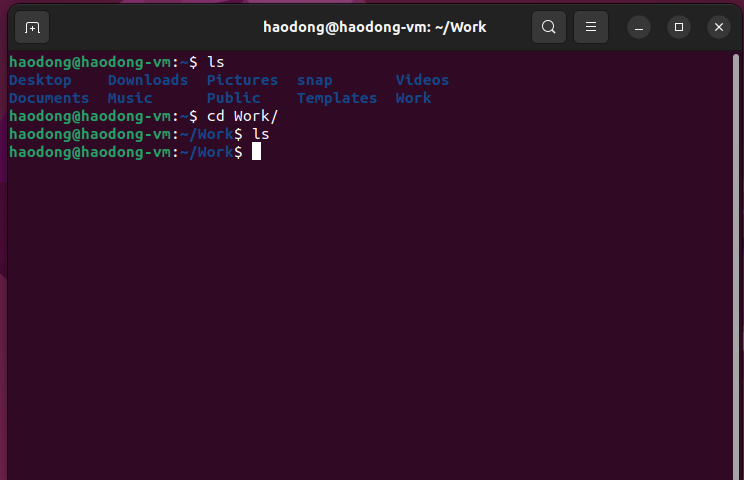 haodong@haodong-vm: ~/Work
haodong@haodong-vm:~$ ls
Desktop    Downloads  Pictures  snap       Videos
Documents  Music      Public    Templates  Work
haodong@haodong-vm:~$ cd Work/
haodong@haodong-vm:~/Work$ ls
haodong@haodong-vm:~/Work$